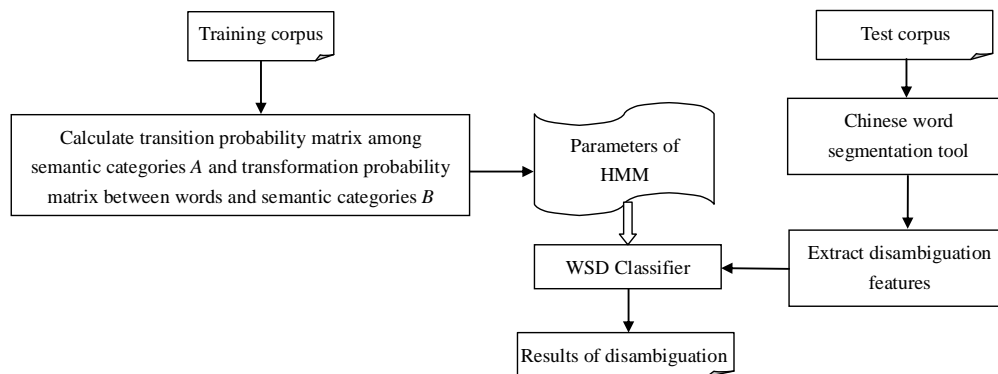 Training corpus
Calculate transition probability matrix among
semantic categories A and transformation probability
matrix between words and semantic categories B
Parameters of
HMM
Test corpus
Chinese word
segmentation tool
Extract disambiguation
features
WSD Classifier
Results of disambiguation